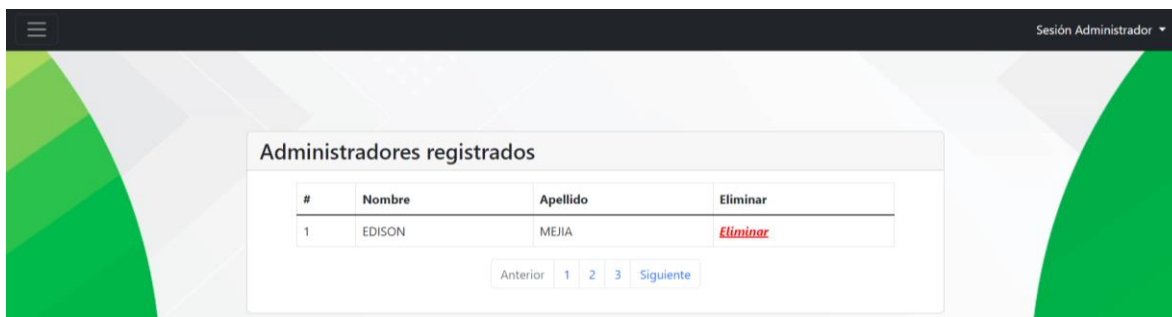 Sesión Administrador
Administradores registrados
# Nombre Apellido Eliminar
1 EDISON MEJIA Eliminar
Anterior 1 2 3 Siguiente